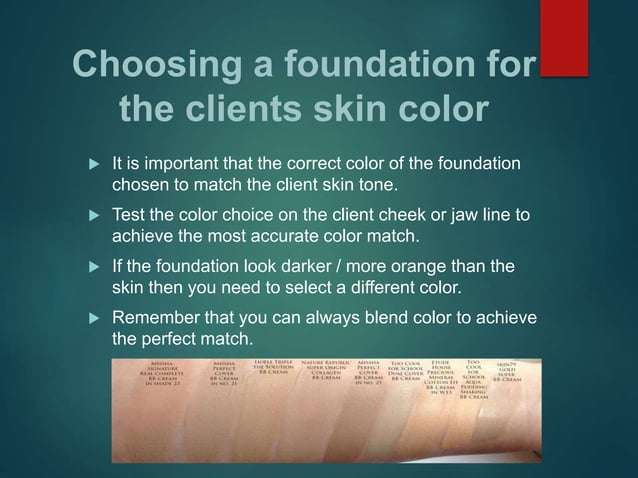 Choosing a foundation for
the clients skin color
It is important that the correct color of the foundation
chosen to match the client skin tone.
Test the color choice on the client cheek or jaw line to
achieve the most accurate color match.
If the foundation look darker / more orange than the
skin then you need to select a different color.
Remember that you can always blend color to achieve
the perfect match.
MISSHA
SIGNATURE
REAL COMPLETE
BB CREAM
IN SHADE 23
MISSHA
PERFECT
COVER
BB CREAM
IN NO. 21
TRIPLE
THE SOLUTION
BB CREAM
NATURE REPUBLIC
SUPER ORIGIN
COLLAGEN
BB CREAM
MISSHA
PERFECT
COVER
BB CREAM
IN NO. 23
TOO COOL
FOR SCHOOL
DUAL COVER
BB CREAM
ETUDE
HOUSE
PRECIOUS
MINERAL
COTTON FIT
BB CREAM
IN W13
TOO
COOL
FOR
SCHOOL
AQUA
PUDDING
SHAKING
BB CREAM
SKIN79
GOLD
SUPER
BB CREAM